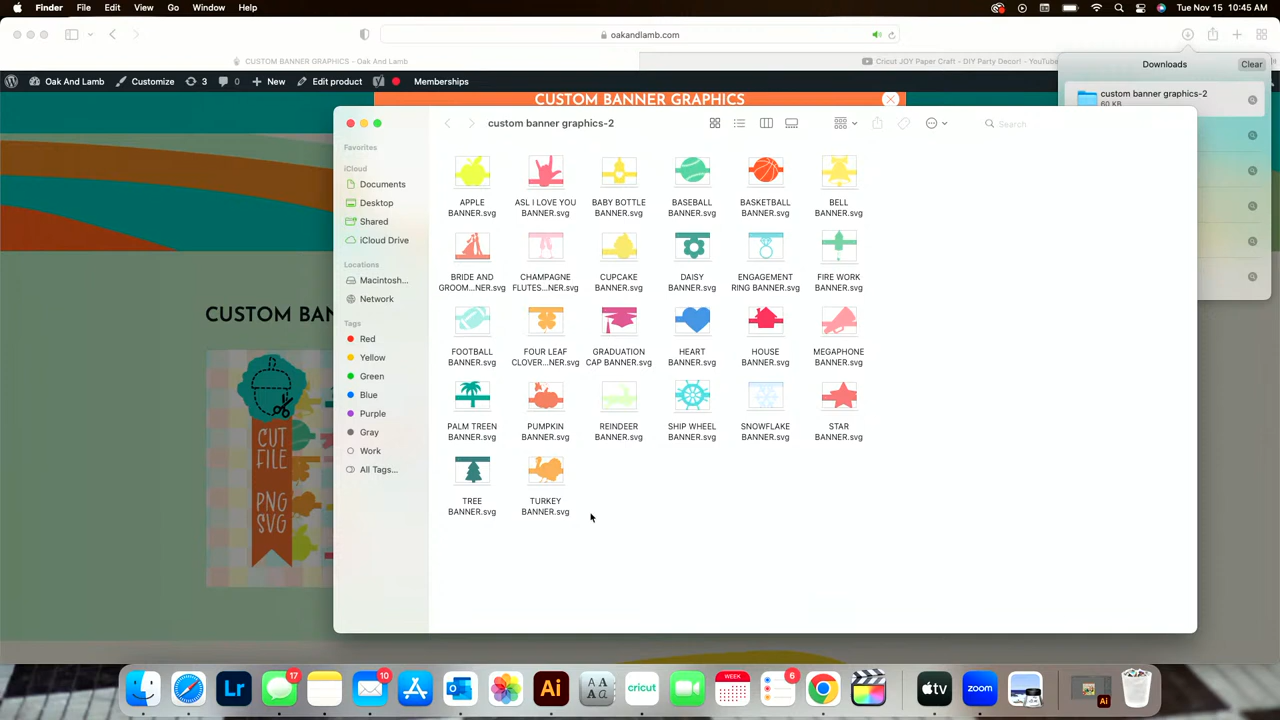 Finder File Edit View Go Window Help Tue Nov 15 10:45 AM
oakandlamb.com
CUSTOM BANNER GRAPHICS - Oak And Lamb
Cricut JOY Paper Craft - DIY Party Decor! - YouTube
Oak And Lamb Customize 3 0 New Edit product Memberships
Downloads Clear
custom banner graphics-2
60 KB
CUSTOM BANNER GRAPHICS
custom banner graphics-2
Search
Favorites
iCloud
Documents
Desktop
Shared
iCloud Drive
Locations
Macintosh...
Network
Tags
Red
Yellow
Green
Blue
Purple
Gray
Work
All Tags...
APPLE BANNER.svg
ASL I LOVE YOU BANNER.svg
BABY BOTTLE BANNER.svg
BASEBALL BANNER.svg
BASKETBALL BANNER.svg
BELL BANNER.svg
BRIDE AND GROOM...NER.svg
CHAMPAGNE FLUTES...NER.svg
CUPCAKE BANNER.svg
DAISY BANNER.svg
ENGAGEMENT RING BANNER.svg
FIRE WORK BANNER.svg
FOOTBALL BANNER.svg
FOUR LEAF CLOVER...NER.svg
GRADUATION CAP BANNER.svg
HEART BANNER.svg
HOUSE BANNER.svg
MEGAPHONE BANNER.svg
PALM TREEN BANNER.svg
PUMPKIN BANNER.svg
REINDEER BANNER.svg
SHIP WHEEL BANNER.svg
SNOWFLAKE BANNER.svg
STAR BANNER.svg
TREE BANNER.svg
TURKEY BANNER.svg
CUSTOM BAN
CUT
FILE
PNG
SVG
17
10
WEEK
6
Lr
Ai
AA
Aa
cricut
tv
zoom
Ai